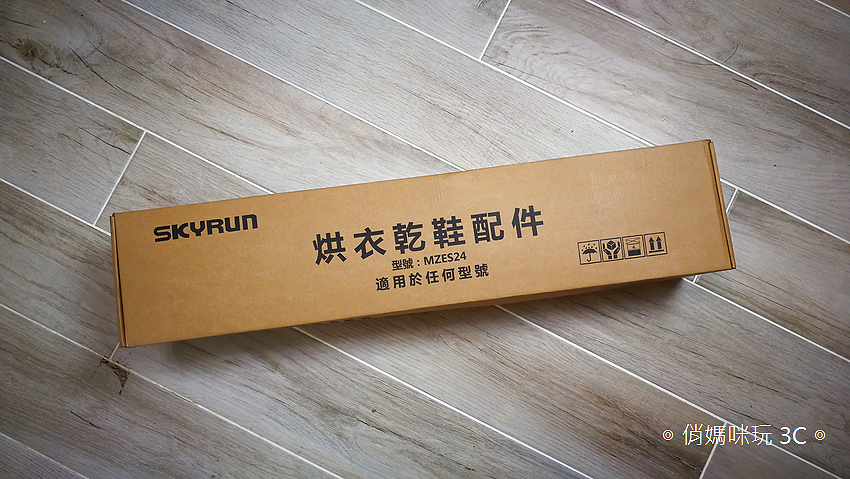 SKYRUN
烘衣乾鞋配件
型號：MZES24
適用於任何型號
俏媽咪玩 3C